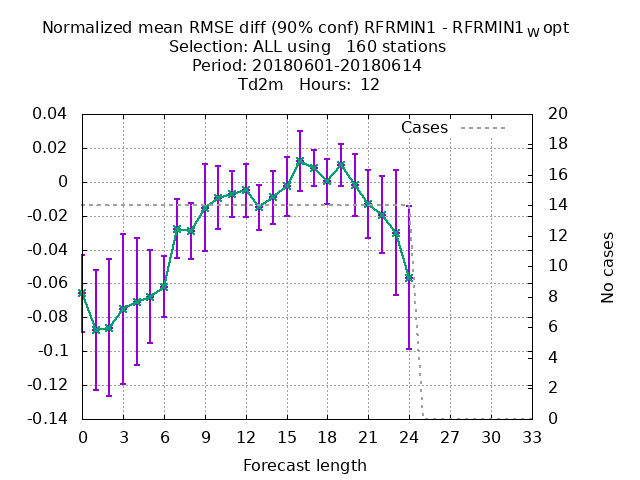 Normalized mean RMSE diff (90% conf) RFRMIN1 - RFRMIN1w opt
Selection: ALL using 160 stations
Period: 20180601-20180614
Td2m Hours: 12
Cases
0.04
0.02
0
-0.02
-0.04
-0.06
-0.08
-0.1
-0.12
-0.14
20
18
16
14
12
10
8
6
4
2
0
No cases
0 3 6 9 12 15 18 21 24 27 30 33
Forecast length